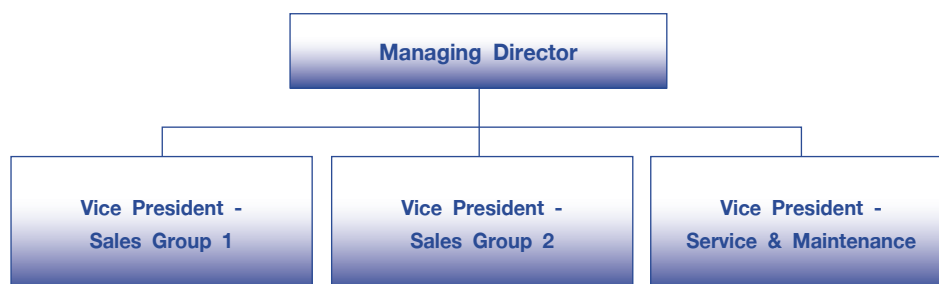 Managing Director
Vice President -
Sales Group 1
Vice President -
Sales Group 2
Vice President -
Service & Maintenance